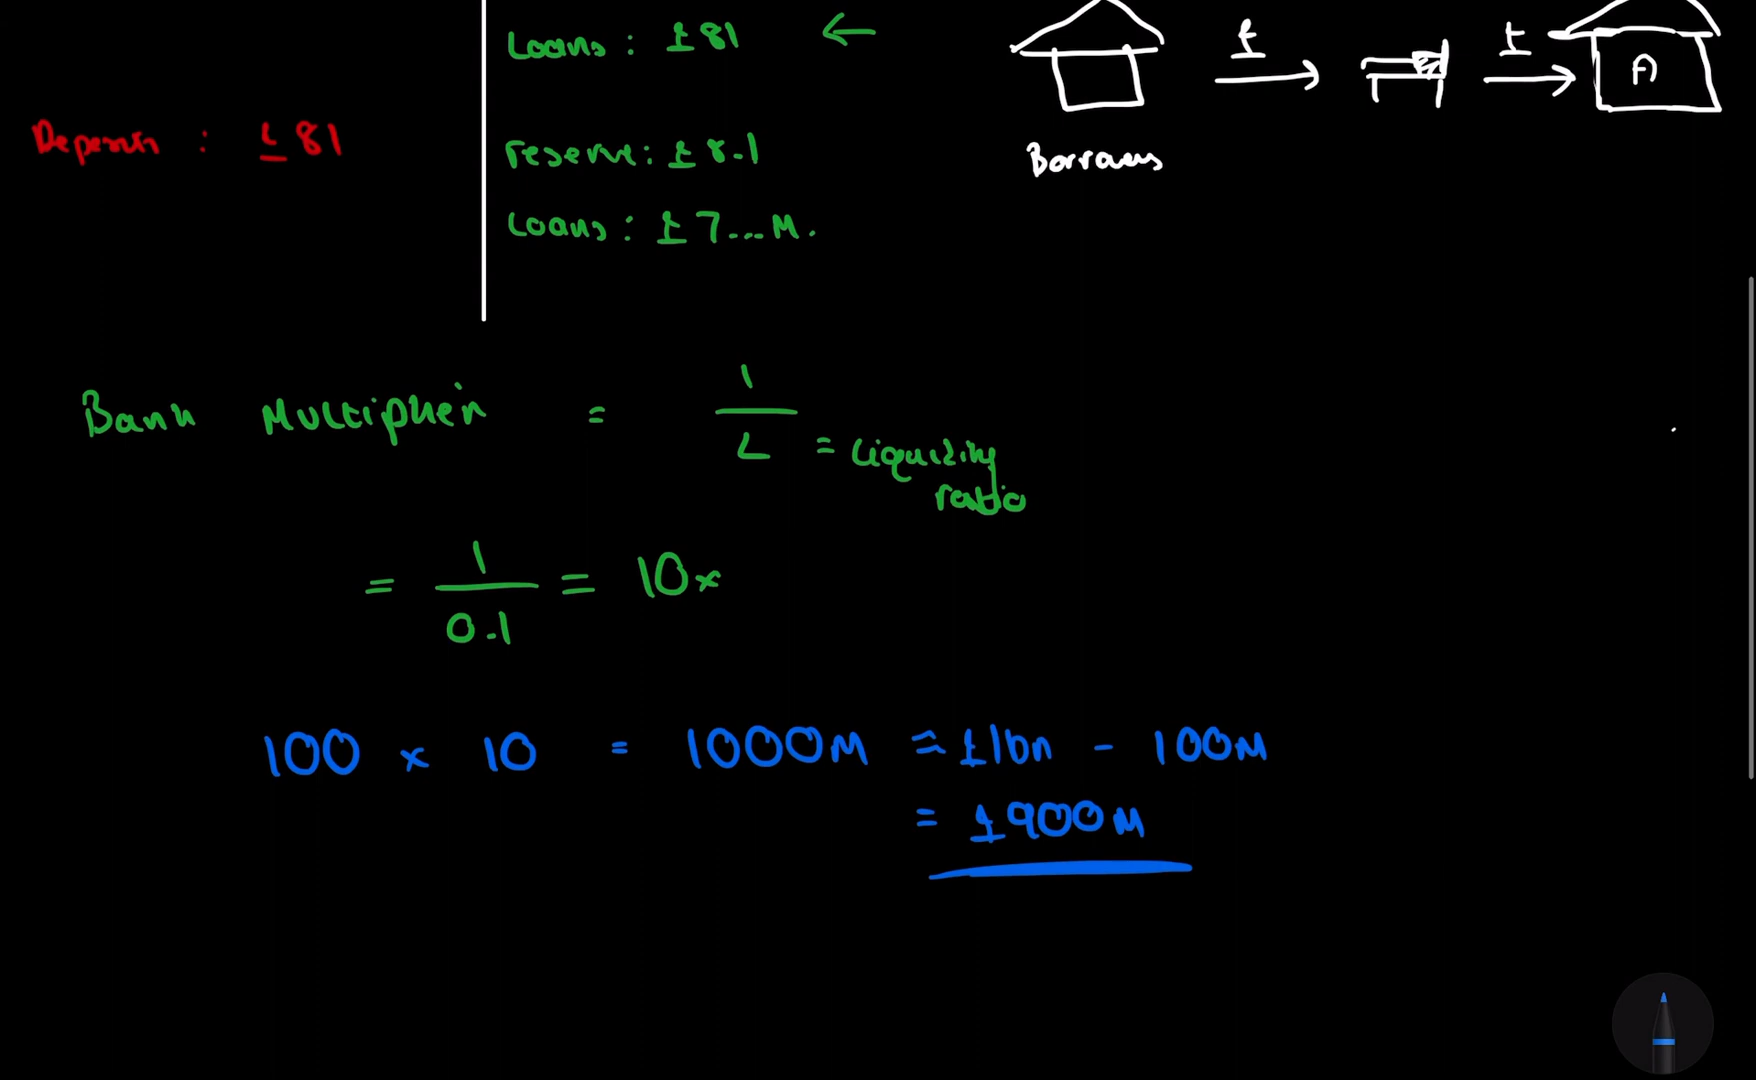 Loans : £81 ←
£ £
A
Deposits : £81
reserve: £8.1
Borrowers
Loans : £7...M.
Bank Multiplier = 1/L = Liquidity
ratio
= 1/0.1 = 10x
100 x 10 = 1000M = £1bn - 100M
= £900M